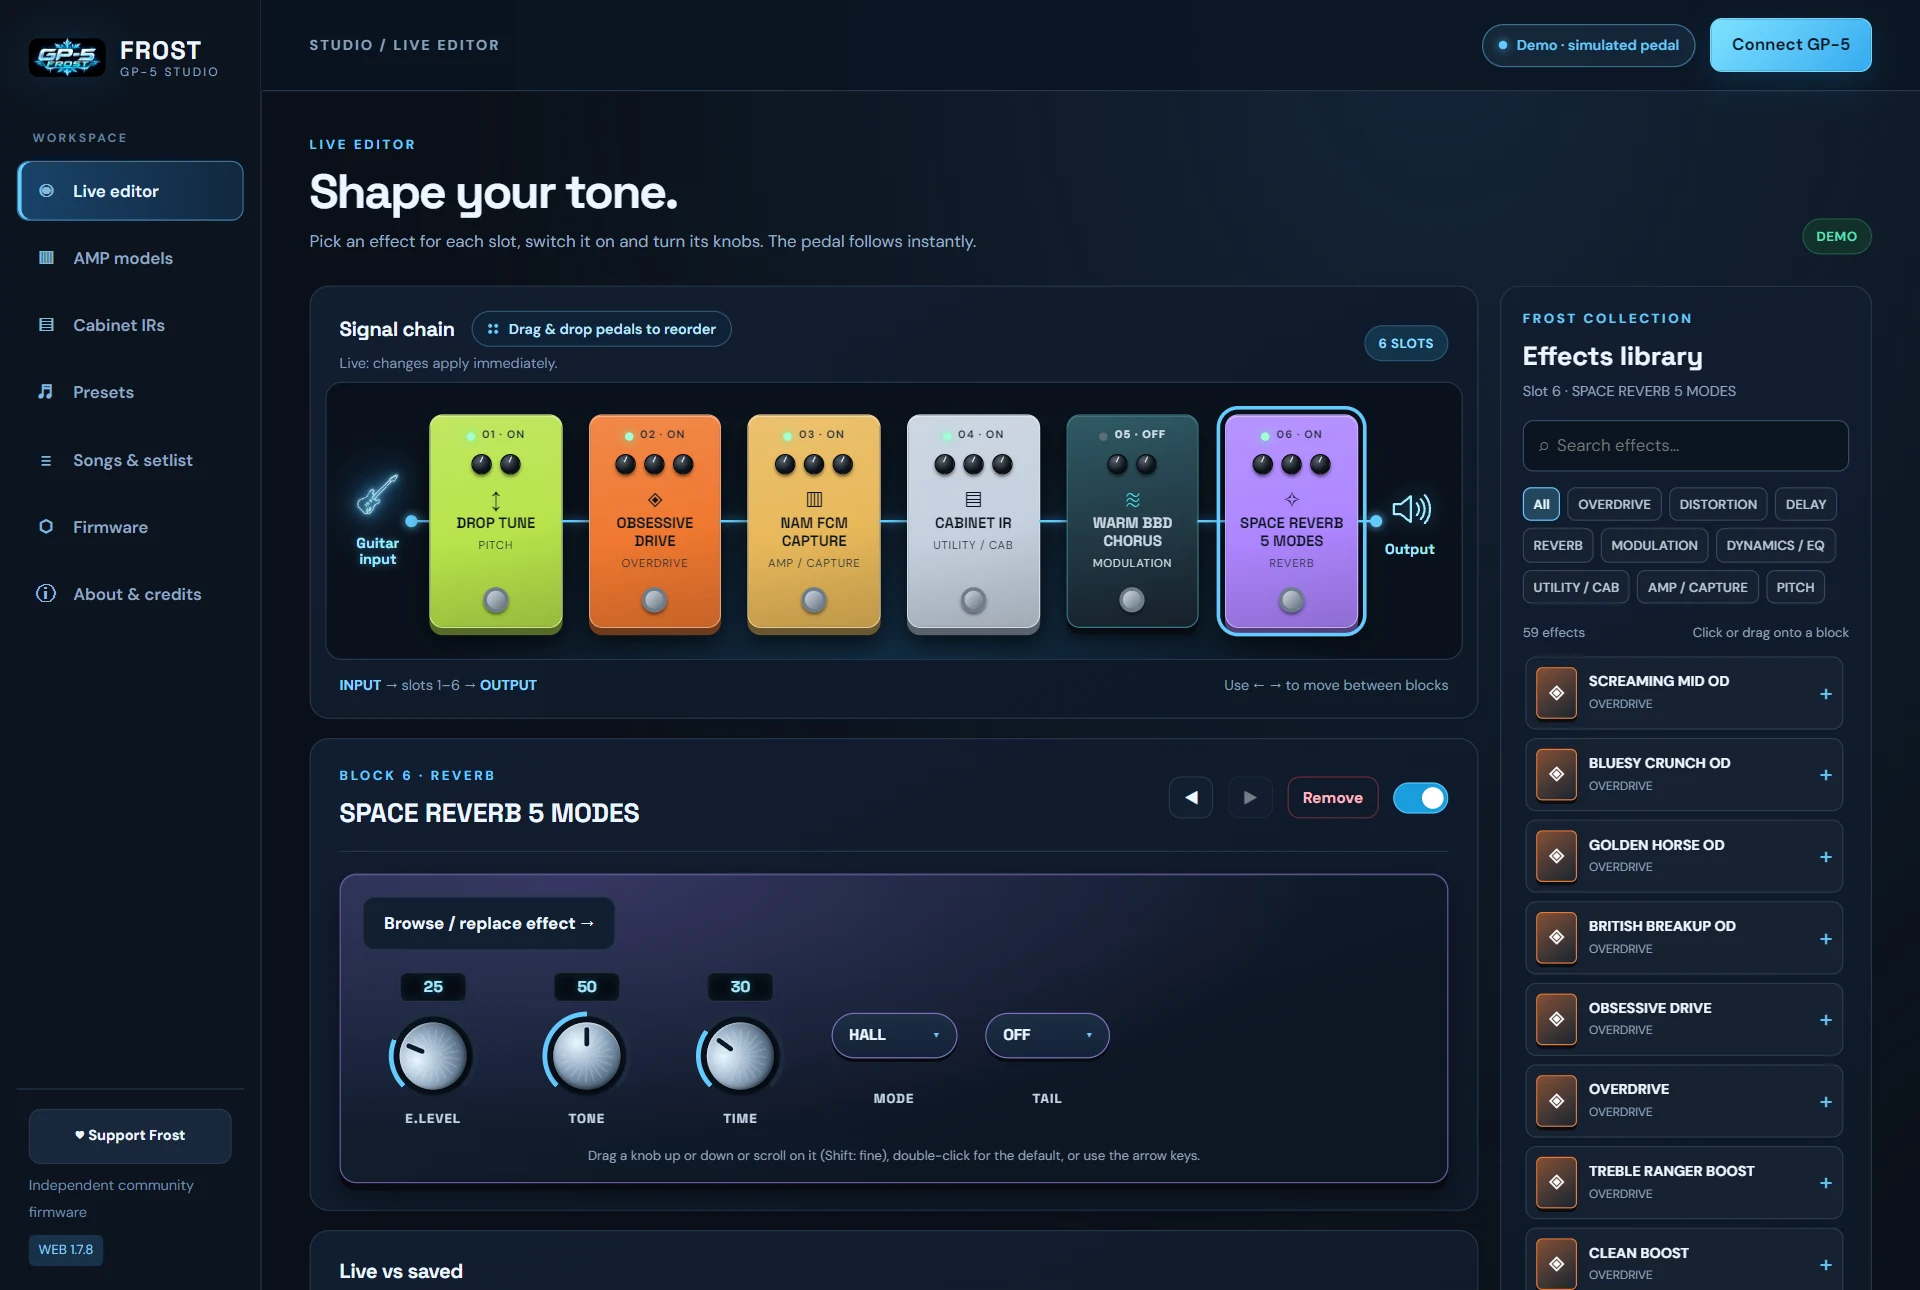 GP-5
FROST
FROST
GP-5 STUDIO
WORKSPACE
Live editor
AMP models
Cabinet IRs
Presets
Songs & setlist
Firmware
About & credits
Support Frost
Independent community
firmware
WEB 1.7.8
STUDIO / LIVE EDITOR
Demo · simulated pedal
Connect GP-5
LIVE EDITOR
Shape your tone.
Pick an effect for each slot, switch it on and turn its knobs. The pedal follows instantly.
DEMO
Signal chain
Drag & drop pedals to reorder
Live: changes apply immediately.
6 SLOTS
Guitar
input
01 · ON
DROP TUNE
PITCH
02 · ON
OBSESSIVE
DRIVE
OVERDRIVE
03 · ON
NAM FCM
CAPTURE
AMP / CAPTURE
04 · ON
CABINET IR
UTILITY / CAB
05 · OFF
WARM BBD
CHORUS
MODULATION
06 · ON
SPACE REVERB
5 MODES
REVERB
Output
INPUT → slots 1–6 → OUTPUT
Use ← → to move between blocks
BLOCK 6 · REVERB
SPACE REVERB 5 MODES
Remove
Browse / replace effect →
25
E.LEVEL
50
TONE
30
TIME
HALL
MODE
OFF
TAIL
Drag a knob up or down or scroll on it (Shift: fine), double-click for the default, or use the arrow keys.
Live vs saved
FROST COLLECTION
Effects library
Slot 6 · SPACE REVERB 5 MODES
Search effects...
All
OVERDRIVE
DISTORTION
DELAY
REVERB
MODULATION
DYNAMICS / EQ
UTILITY / CAB
AMP / CAPTURE
PITCH
59 effects
Click or drag onto a block
SCREAMING MID OD
OVERDRIVE
BLUESY CRUNCH OD
OVERDRIVE
GOLDEN HORSE OD
OVERDRIVE
BRITISH BREAKUP OD
OVERDRIVE
OBSESSIVE DRIVE
OVERDRIVE
OVERDRIVE
OVERDRIVE
TREBLE RANGER BOOST
OVERDRIVE
CLEAN BOOST
OVERDRIVE